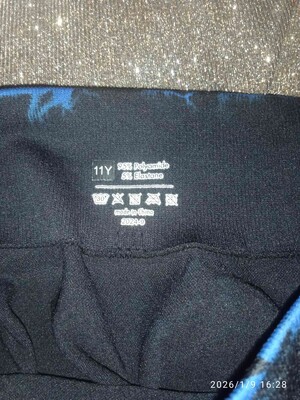 11Y
95% Polyamide
5% Elastane
made in China
2024-9
2026/1/9 16:28